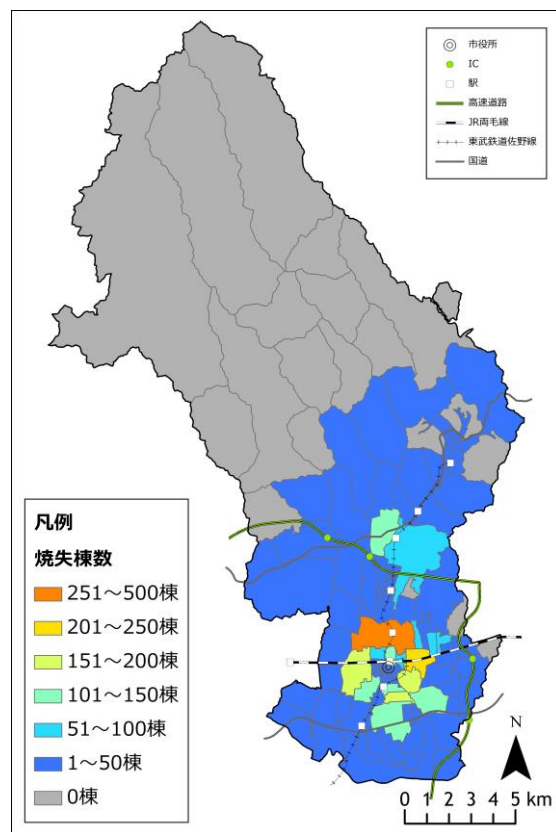 市役所
IC
駅
高速道路
JR両毛線
東武鉄道佐野線
国道
凡例
焼失棟数
251～500棟
201～250棟
151～200棟
101～150棟
51～100棟
1～50棟
0棟
N
0 1 2 3 4 5 km